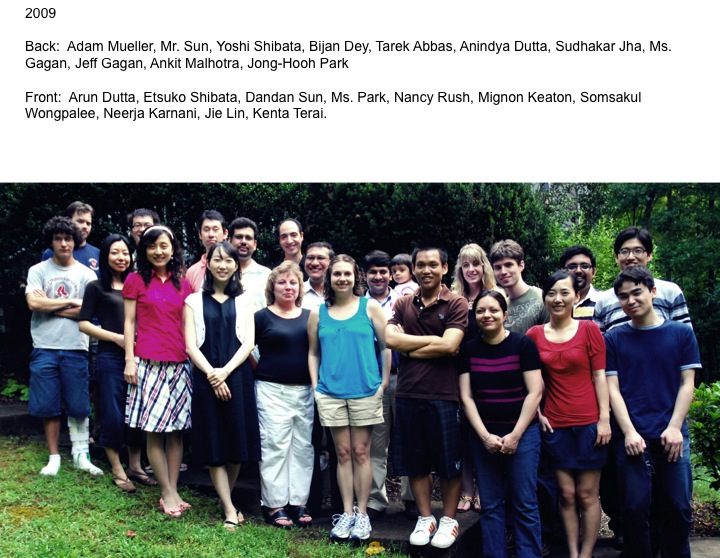 2009
Back:  Adam Mueller, Mr. Sun, Yoshi Shibata, Bijan Dey, Tarek Abbas, Anindya Dutta, Sudhakar Jha, Ms.
Gagan, Jeff Gagan, Ankit Malhotra, Jong-Hooh Park
Front:  Arun Dutta, Etsuko Shibata, Dandan Sun, Ms. Park, Nancy Rush, Mignon Keaton, Somsakul
Wongpalee, Neerja Karnani, Jie Lin, Kenta Terai.